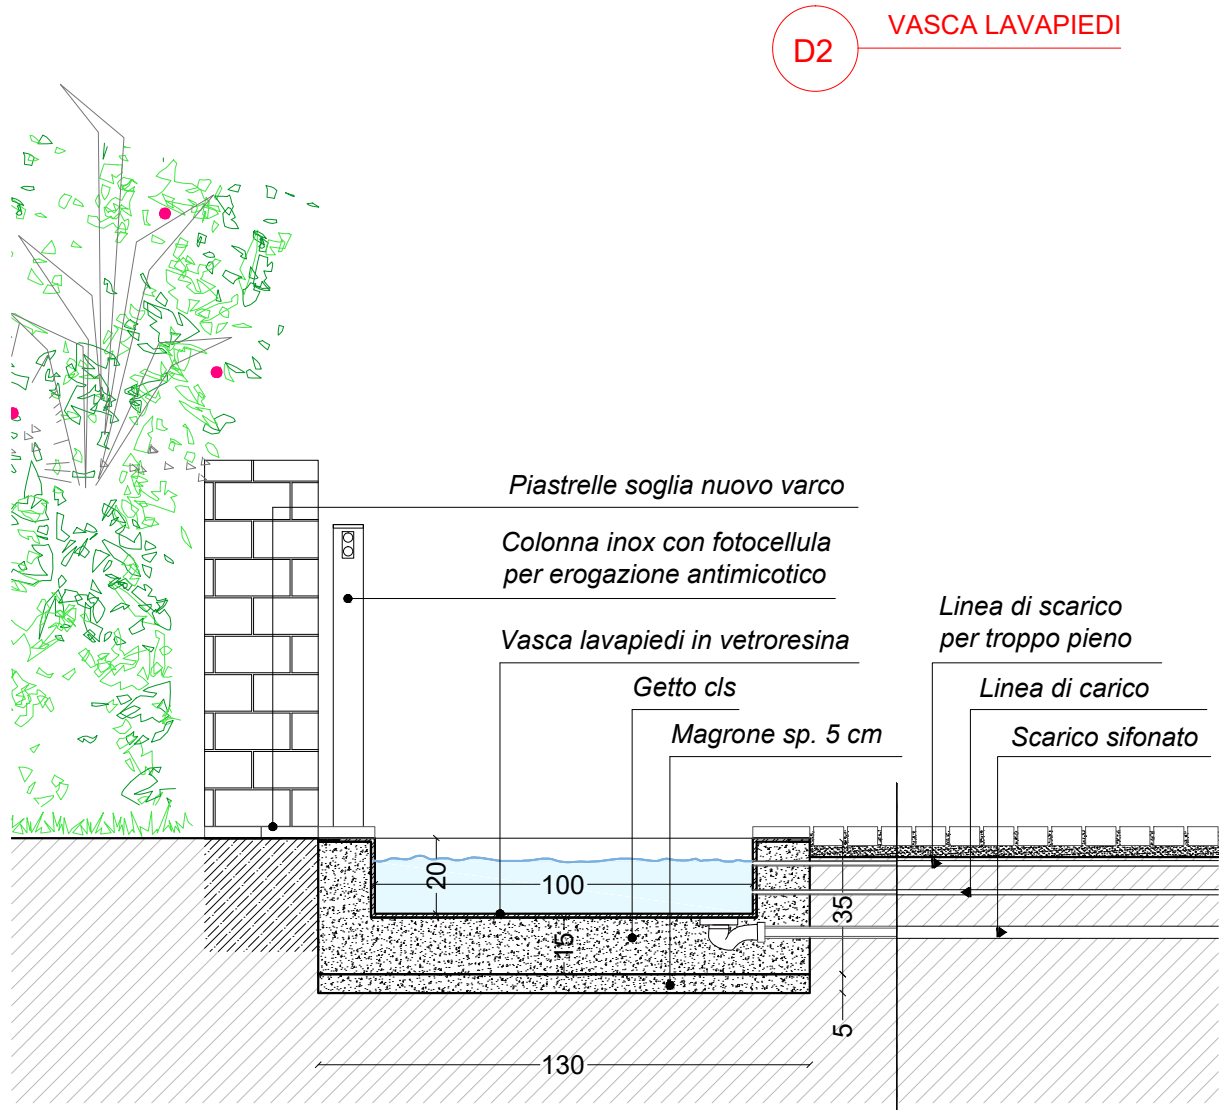 D2
VASCA LAVAPIEDI
Piastrelle soglia nuovo varco
Colonna inox con fotocellula
per erogazione antimicotico
Vasca lavapiedi in vetroresina
Getto cls
Magrone sp. 5 cm
Linea di scarico
per troppo pieno
Linea di carico
Scarico sifonato
20
100
15
35
5
130